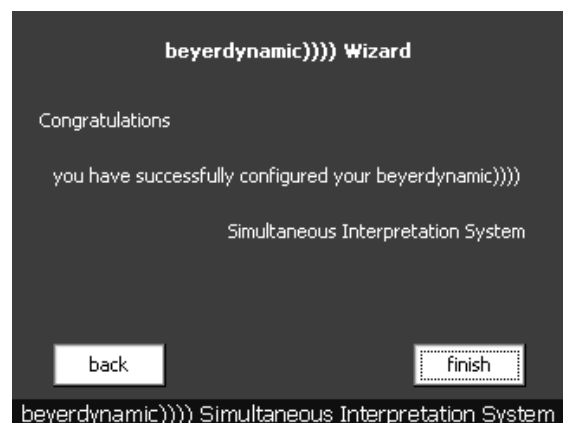 beyerdynamic)))) Wizard
Congratulations
you have successfully configured your beyerdynamic))))
Simultaneous Interpretation System
back
finish
beyerdynamic)))) Simultaneous Interpretation System